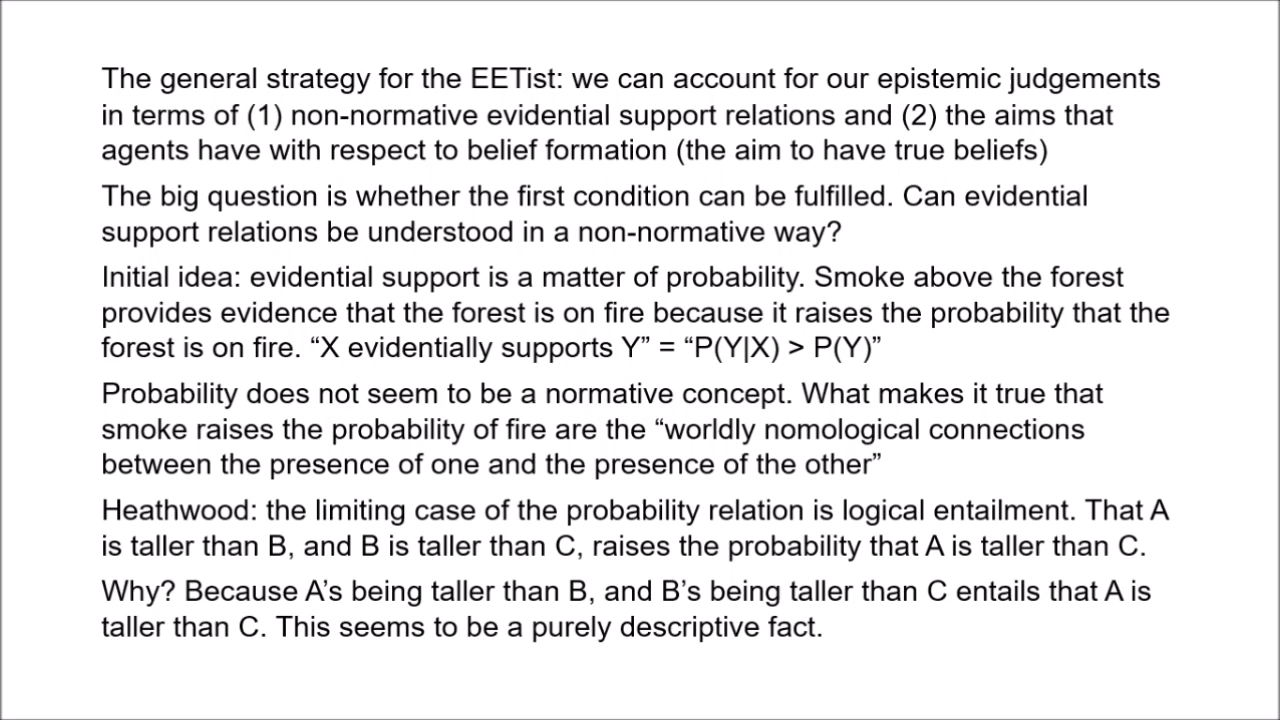 The general strategy for the EETist: we can account for our epistemic judgements
in terms of (1) non-normative evidential support relations and (2) the aims that
agents have with respect to belief formation (the aim to have true beliefs)
The big question is whether the first condition can be fulfilled. Can evidential
support relations be understood in a non-normative way?
Initial idea: evidential support is a matter of probability. Smoke above the forest
provides evidence that the forest is on fire because it raises the probability that the
forest is on fire. “X evidentially supports Y” = “P(Y|X) > P(Y)”
Probability does not seem to be a normative concept. What makes it true that
smoke raises the probability of fire are the “worldly nomological connections
between the presence of one and the presence of the other”
Heathwood: the limiting case of the probability relation is logical entailment. That A
is taller than B, and B is taller than C, raises the probability that A is taller than C.
Why? Because A’s being taller than B, and B’s being taller than C entails that A is
taller than C. This seems to be a purely descriptive fact.